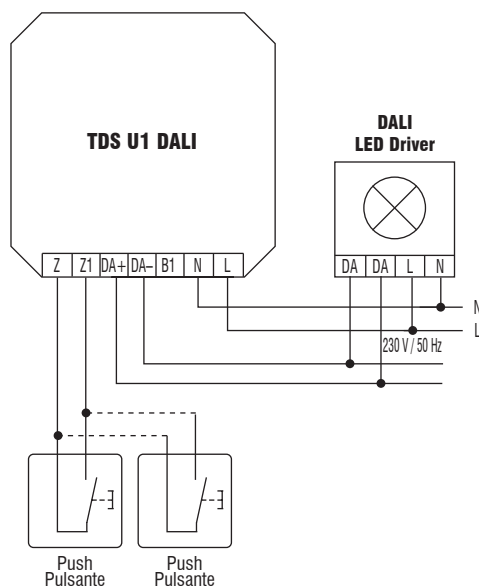 TDS U1 DALI
DALI
LED Driver
Z Z1 DA+ DA– B1 N L
DA DA L N
N
L
230 V / 50 Hz
Push
Pulsante
Push
Pulsante